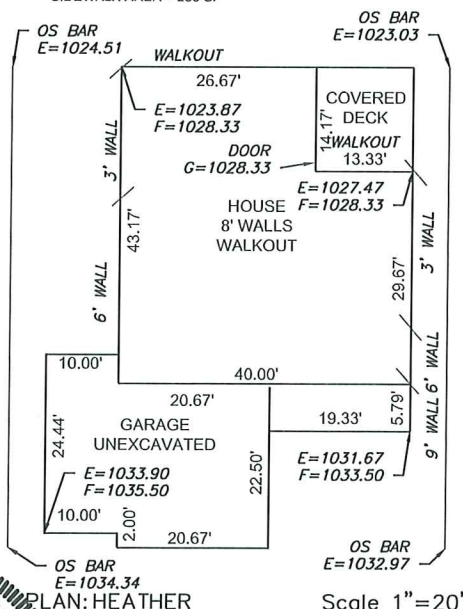 OS BAR
E=1024.51
OS BAR
E=1023.03
WALKOUT
26.67'
E=1023.87
F=1028.33
COVERED
DECK
14.17'
WALKOUT
13.33'
DOOR
G=1028.33
E=1027.47
F=1028.33
3' WALL
43.17'
HOUSE
8' WALLS
WALKOUT
3' WALL
29.67'
6' WALL
6' WALL
10.00'
40.00'
20.67'
5.79'
9' WALL
19.33'
24.44'
GARAGE
UNEXCAVATED
22.50'
E=1031.67
F=1033.50
E=1033.90
F=1035.50
10.00'
2.00'
20.67'
OS BAR
E=1034.34
OS BAR
E=1032.97
PLAN: HEATHER
Scale 1"=20'